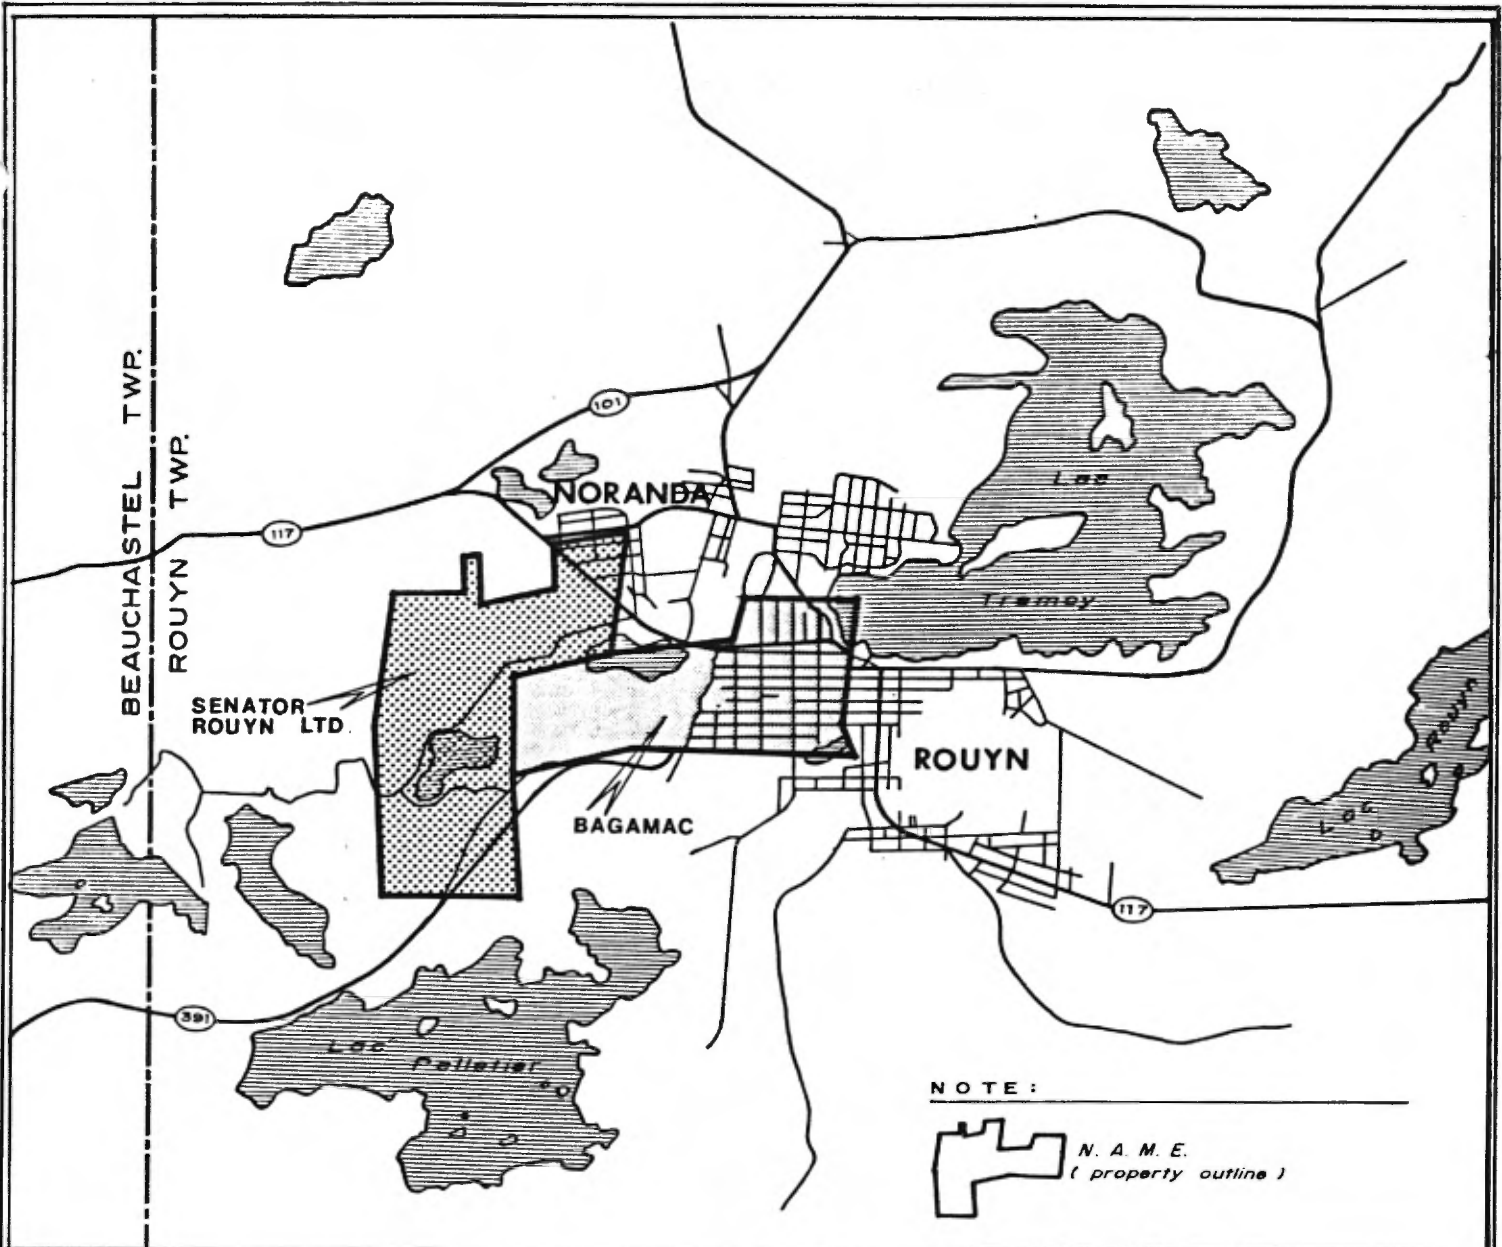 BEAUCHASTEL TWP.
ROUYN TWP.
101
117
NORANDA
Lac
Tremoy
SENATOR
ROUYN LTD.
BAGAMAC
ROUYN
Lac Rouyn
117
391
Lac
Pelletier
NOTE:
N. A. M. E.
( property outline )